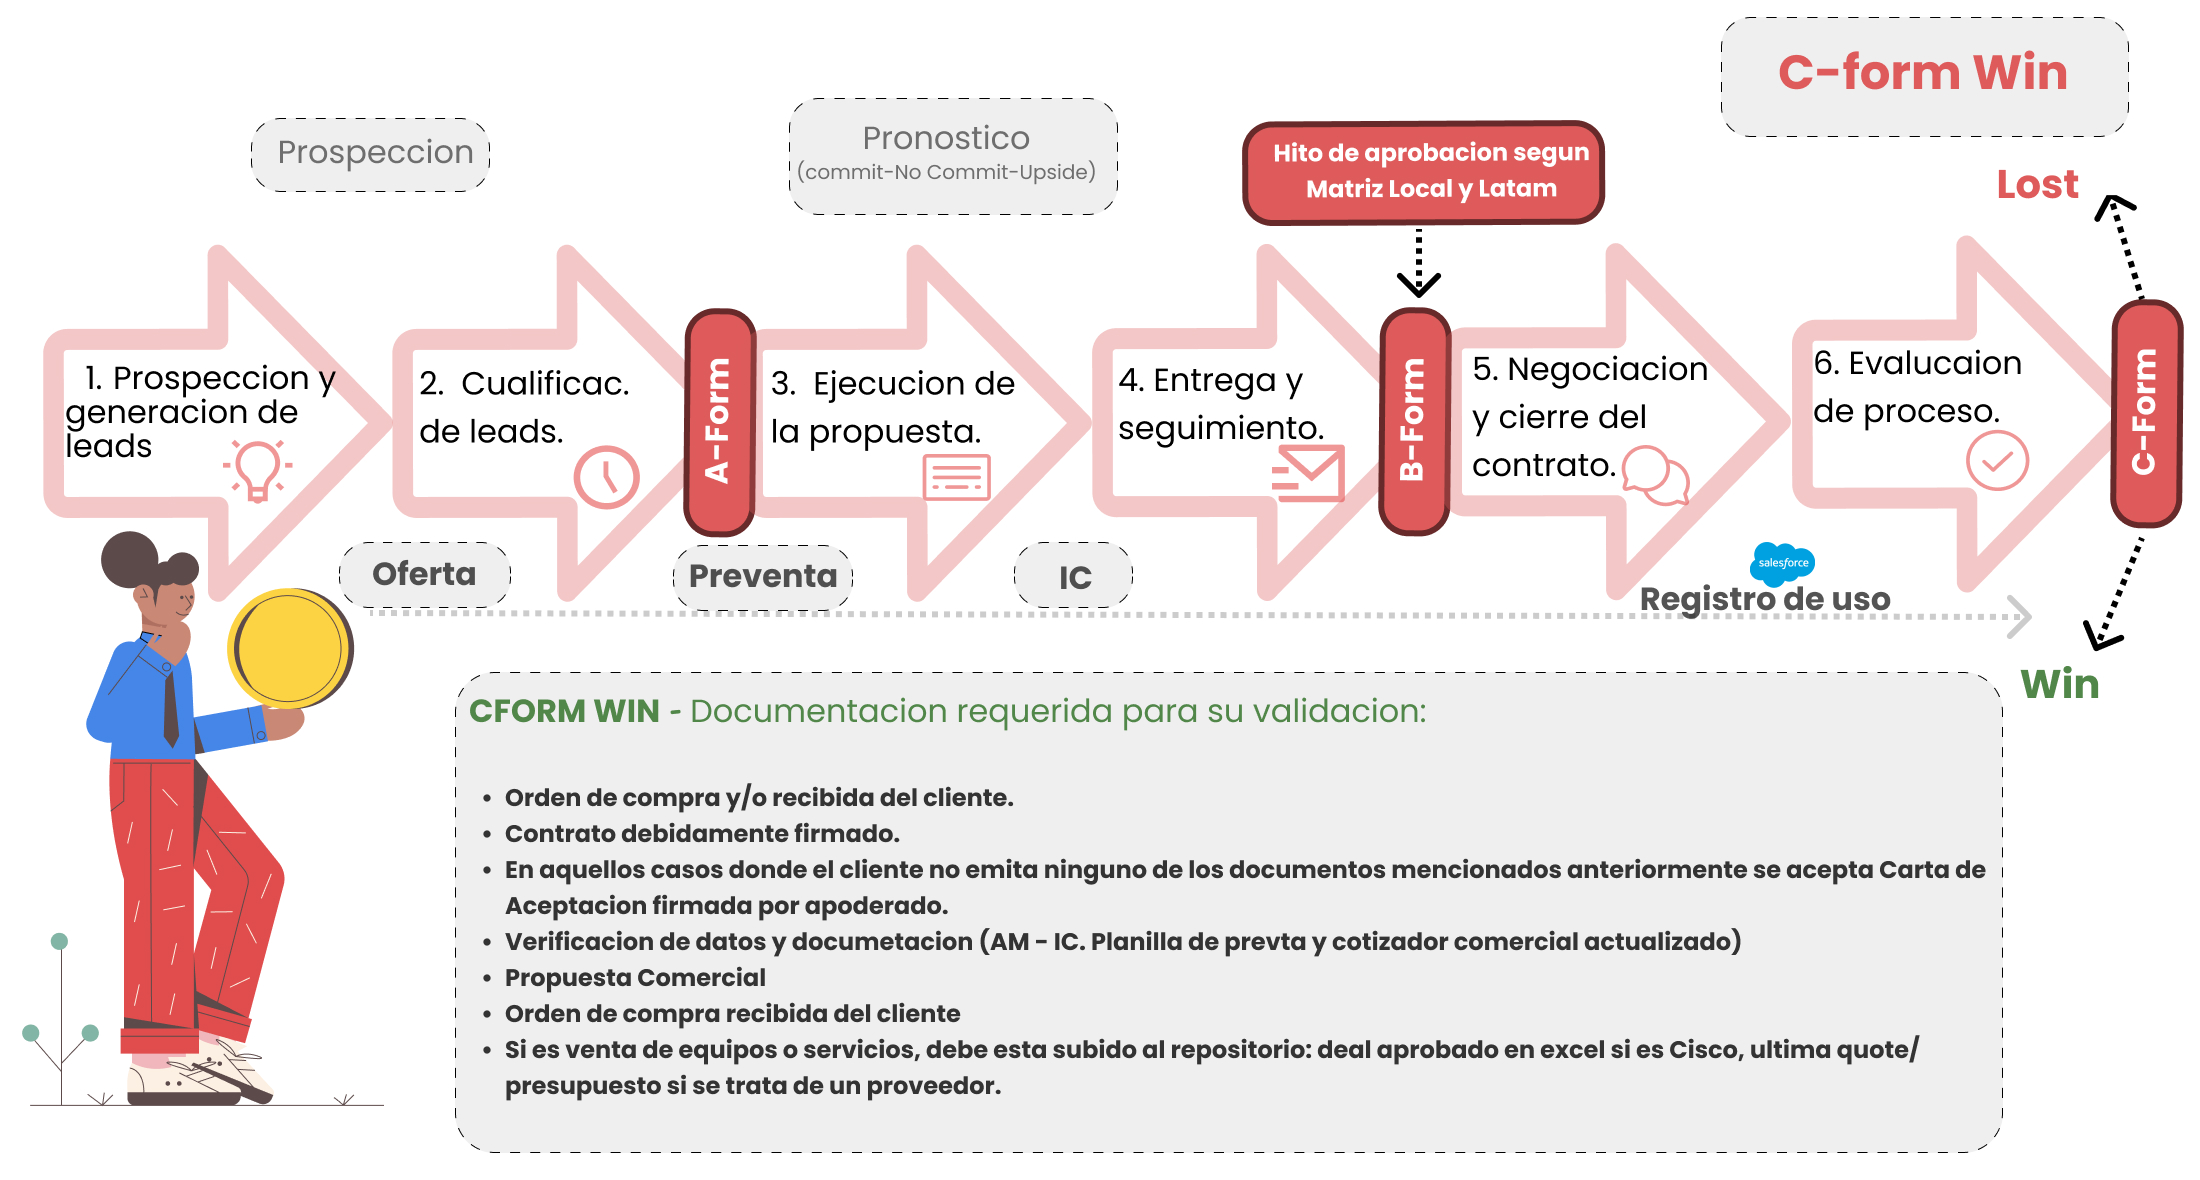 C-form Win
Prospeccion
Pronostico
(commit-No Commit-Upside)
Hito de aprobacion segun
Matriz Local y Latam
Lost
1. Prospeccion y
generacion de
leads
2. Cualificac.
de leads.
A-Form
3. Ejecucion de
la propuesta.
4. Entrega y
seguimiento.
B-Form
5. Negociacion
y cierre del
contrato.
6. Evalucaion
de proceso.
C-Form
Oferta
Preventa
IC
salesforce
Registro de uso
Win
CFORM WIN - Documentacion requerida para su validacion:
• Orden de compra y/o recibida del cliente.
• Contrato debidamente firmado.
• En aquellos casos donde el cliente no emita ninguno de los documentos mencionados anteriormente se acepta Carta de
Aceptacion firmada por apoderado.
• Verificacion de datos y documetacion (AM - IC. Planilla de prevta y cotizador comercial actualizado)
• Propuesta Comercial
• Orden de compra recibida del cliente
• Si es venta de equipos o servicios, debe esta subido al repositorio: deal aprobado en excel si es Cisco, ultima quote/
presupuesto si se trata de un proveedor.